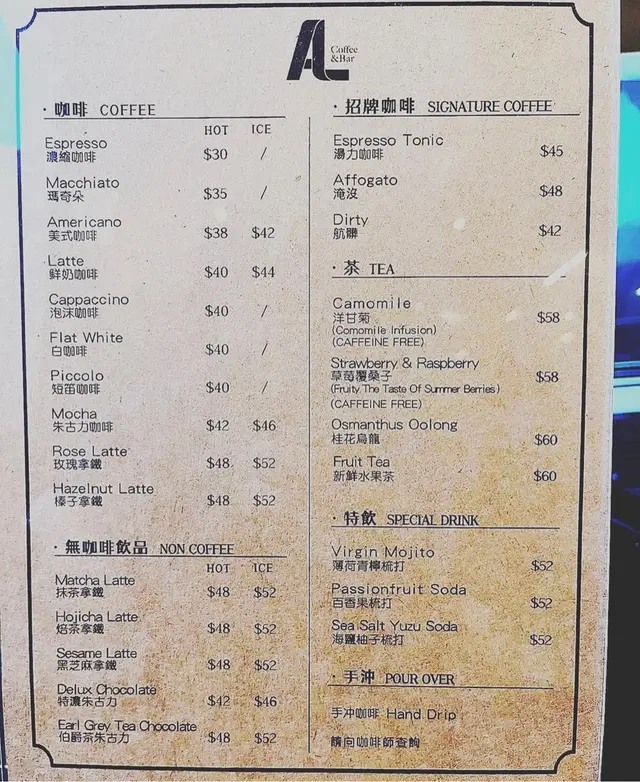 AL Coffee
&Bar
· 咖啡 COFFEE
HOT ICE
Espresso
濃縮咖啡 $30 /
Macchiato
瑪奇朵 $35 /
Americano
美式咖啡 $38 $42
Latte
鮮奶咖啡 $40 $44
Cappaccino
泡沫咖啡 $40 /
Flat White
白咖啡 $40 /
Piccolo
短笛咖啡 $40 /
Mocha
朱古力咖啡 $42 $46
Rose Latte
玫瑰拿鐵 $48 $52
Hazelnut Latte
榛子拿鐵 $48 $52
· 無咖啡飲品 NON COFFEE
HOT ICE
Matcha Latte
抹茶拿鐵 $48 $52
Hojicha Latte
焙茶拿鐵 $48 $52
Sesame Latte
黑芝麻拿鐵 $48 $52
Delux Chocolate
特濃朱古力 $42 $46
Earl Grey Tea Chocolate
伯爵茶朱古力 $48 $52
· 招牌咖啡 SIGNATURE COFFEE
Espresso Tonic
湯力咖啡 $45
Affogato
淹沒 $48
Dirty
骯髒 $42
· 茶 TEA
Camomile
洋甘菊 $58
(Comomile Infusion)
(CAFFEINE FREE)
Strawberry & Raspberry
草莓覆桑子 $58
(Fruity, The Taste Of Summer Berries)
(CAFFEINE FREE)
Osmanthus Oolong
桂花烏龍 $60
Fruit Tea
新鮮水果茶 $60
· 特飲 SPECIAL DRINK
Virgin Mojito
薄荷青檸梳打 $52
Passionfruit Soda
百香果梳打 $52
Sea Salt Yuzu Soda
海鹽柚子梳打 $52
· 手沖 POUR OVER
手沖咖啡 Hand Drip
請向咖啡師查詢